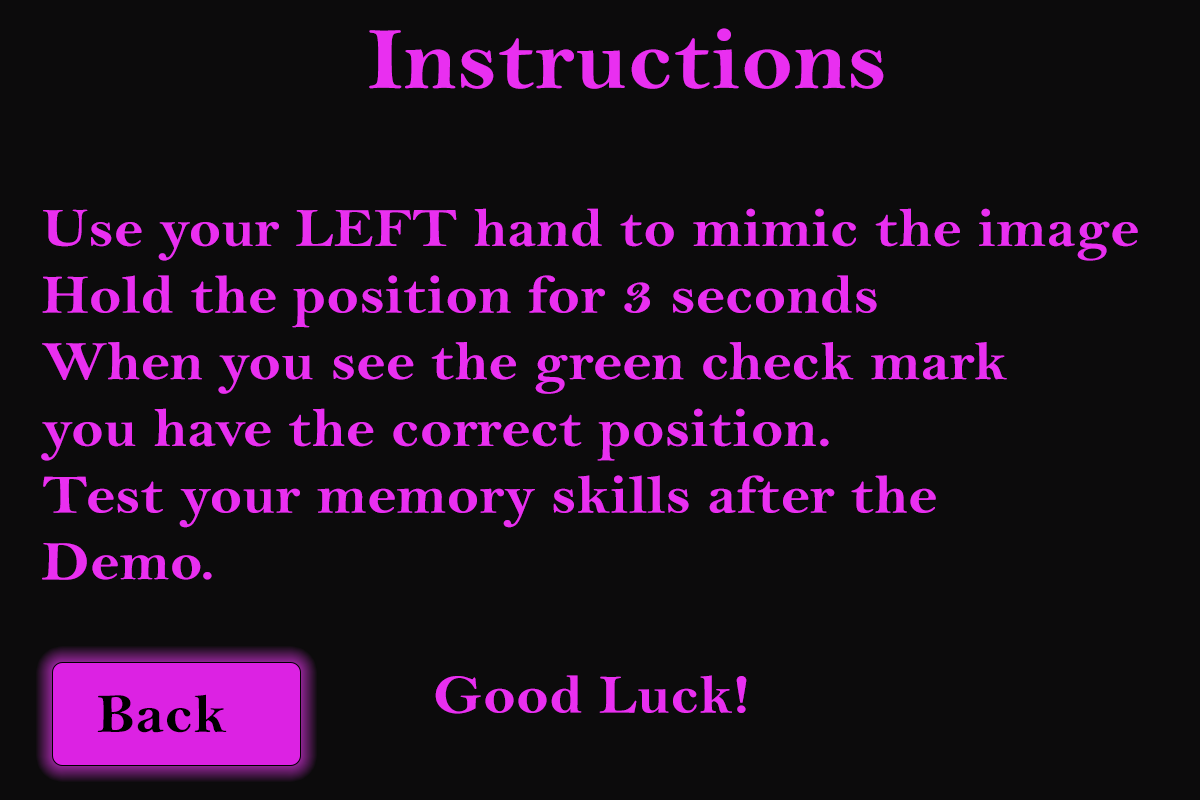 Instructions
Use your LEFT hand to mimic the image
Hold the position for 3 seconds
When you see the green check mark
you have the correct position.
Test your memory skills after the
Demo.
Good Luck!
Back